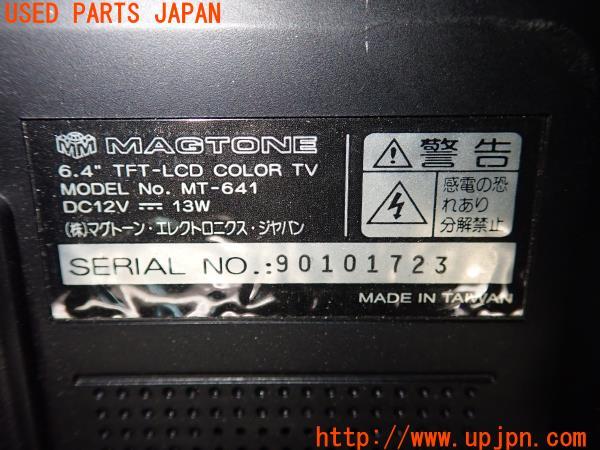 USED PARTS JAPAN
MAGTONE
6.4" TFT-LCD COLOR TV
MODEL No. MT-641
DC12V ⎓ 13W
(株)マグトーン・エレクトロニクス・ジャパン
警告
感電の恐
れあり
分解禁止
SERIAL NO.:90101723
MADE IN TAIWAN
http://www.upjpn.com